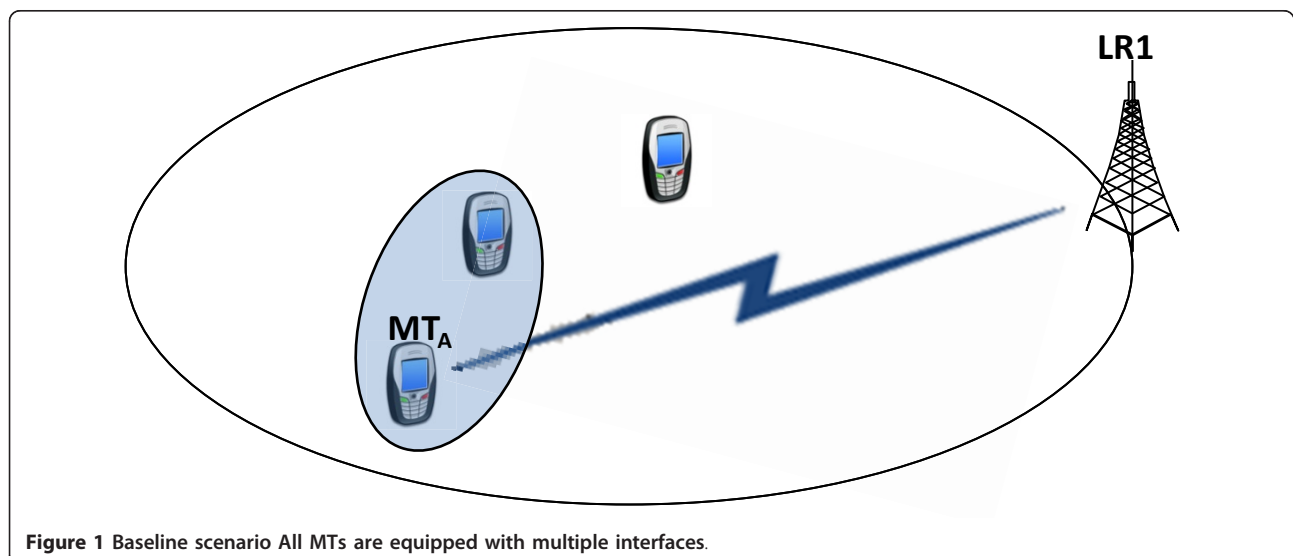 LR1
MTA
Figure 1 Baseline scenario All MTs are equipped with multiple interfaces.